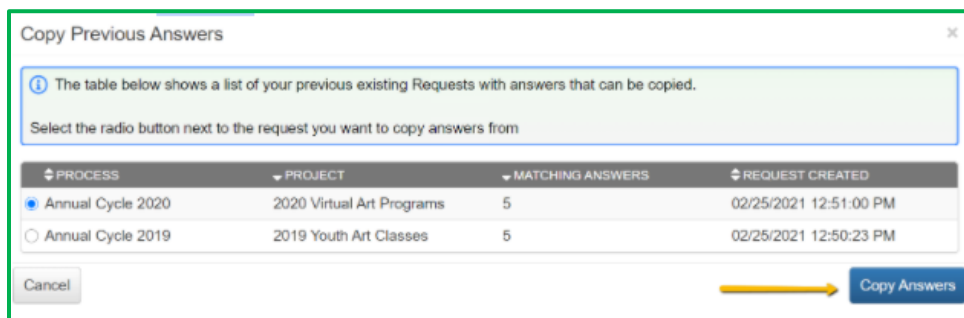 Copy Previous Answers ×
The table below shows a list of your previous existing Requests with answers that can be copied.
Select the radio button next to the request you want to copy answers from
PROCESS PROJECT MATCHING ANSWERS REQUEST CREATED
Annual Cycle 2020 2020 Virtual Art Programs 5 02/25/2021 12:51:00 PM
Annual Cycle 2019 2019 Youth Art Classes 5 02/25/2021 12:50:23 PM
Cancel Copy Answers